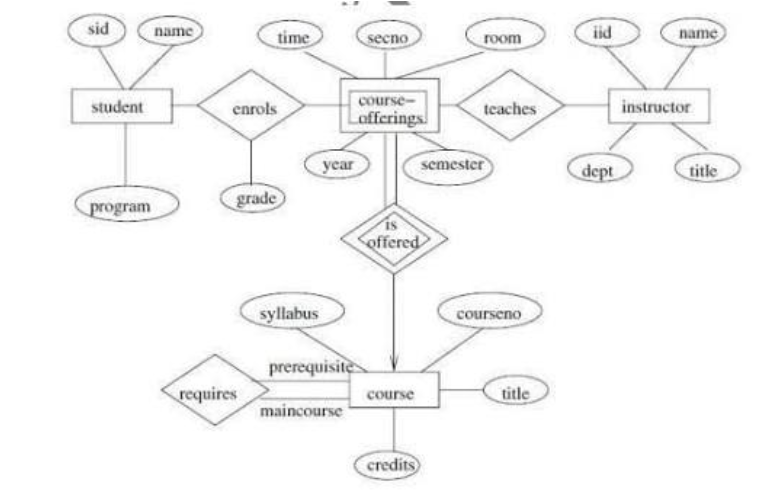 sid
name
time
secno
room
iid
name
student
enrols
course-
offerings
teaches
instructor
program
grade
year
semester
dept
title
is
offered
syllabus
courseno
prerequisite
requires
maincourse
course
title
credits